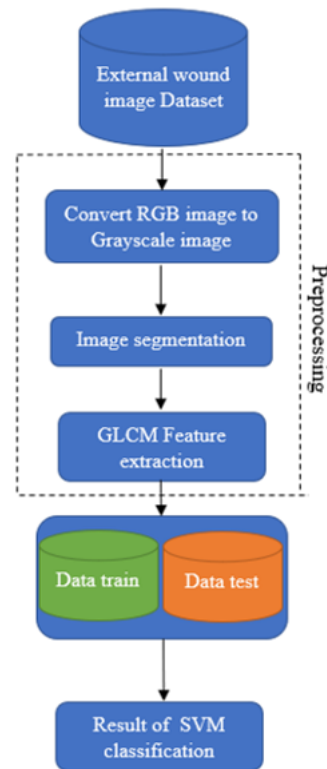 External wound
image Dataset
Convert RGB image to
Grayscale image
Image segmentation
GLCM Feature
extraction
Preprocessing
Data train
Data test
Result of SVM
classification